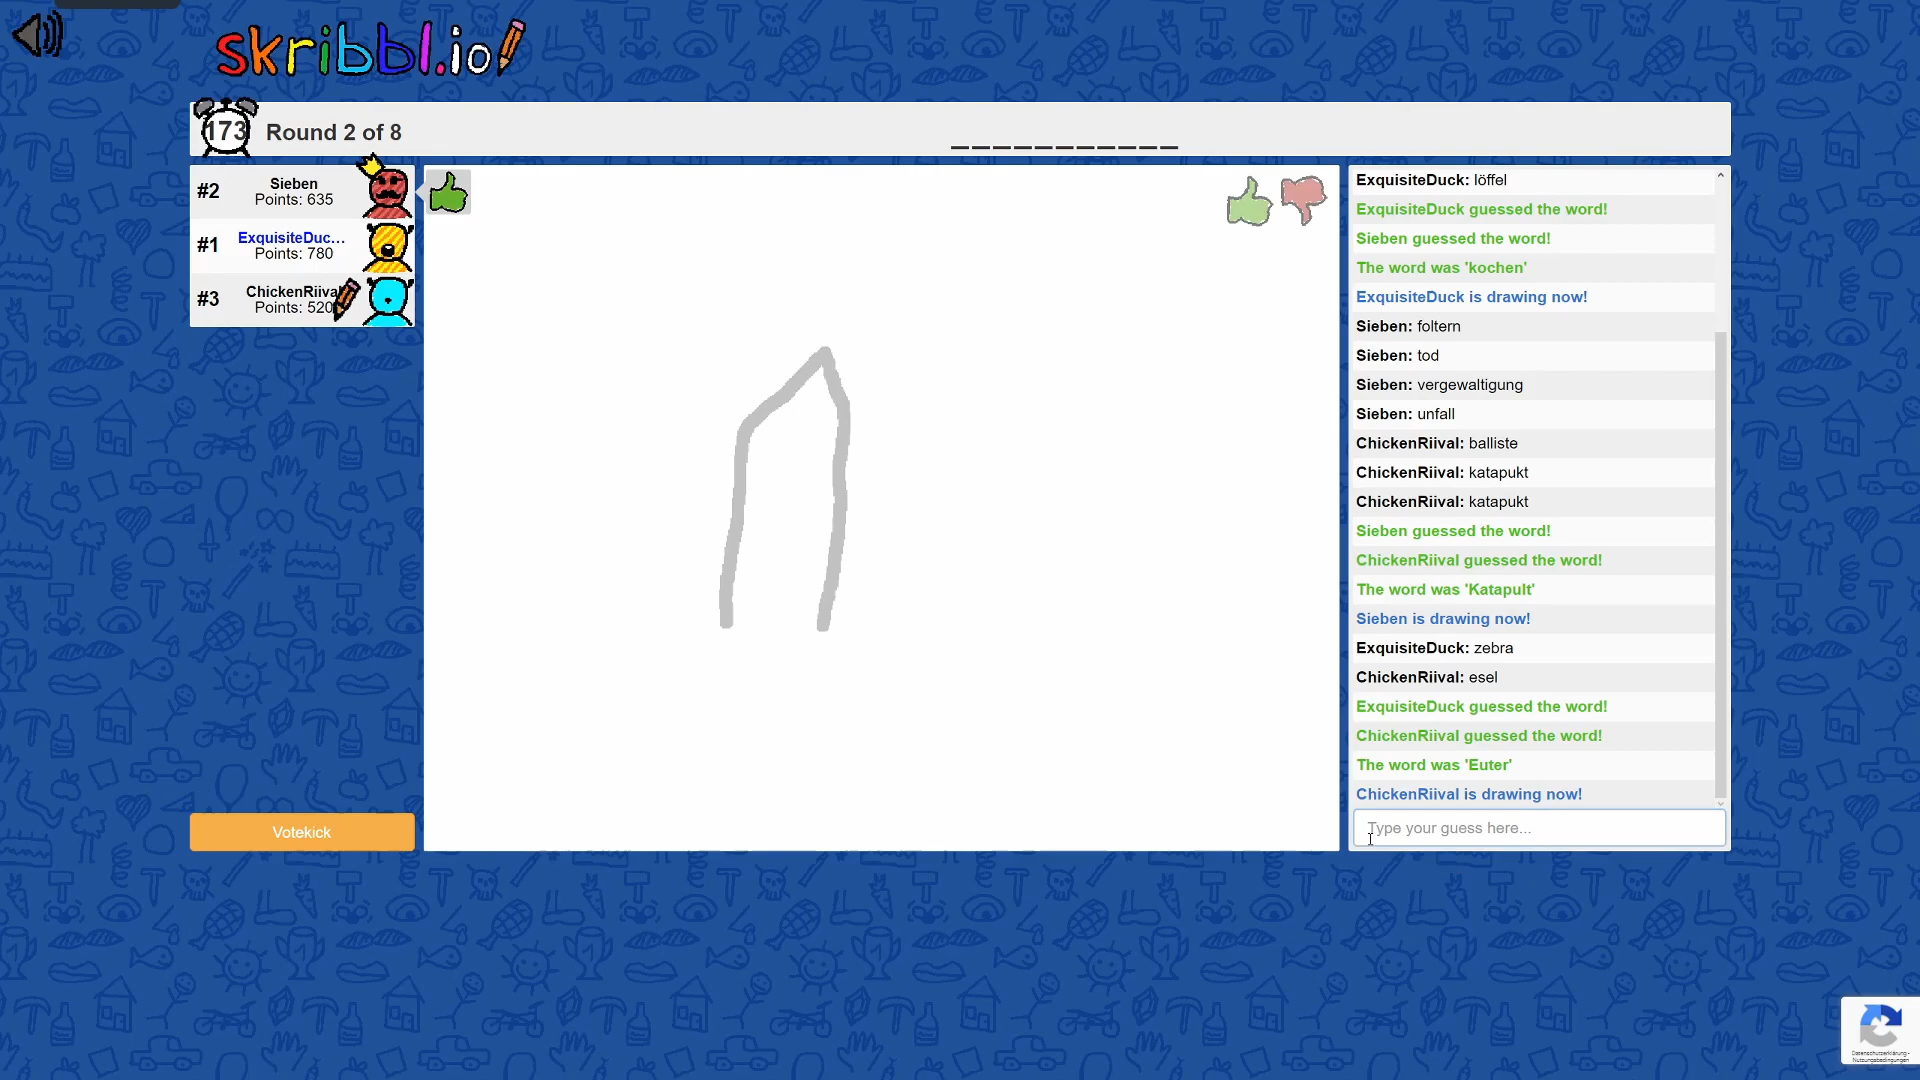 skribbl.io
173
Round 2 of 8
___________
#2
Sieben
Points: 635
#1
ExquisiteDuc...
Points: 780
#3
ChickenRiival
Points: 520
Votekick
ExquisiteDuck: löffel
ExquisiteDuck guessed the word!
Sieben guessed the word!
The word was 'kochen'
ExquisiteDuck is drawing now!
Sieben: foltern
Sieben: tod
Sieben: vergewaltigung
Sieben: unfall
ChickenRiival: balliste
ChickenRiival: katapukt
ChickenRiival: katapukt
Sieben guessed the word!
ChickenRiival guessed the word!
The word was 'Katapult'
Sieben is drawing now!
ExquisiteDuck: zebra
ChickenRiival: esel
ExquisiteDuck guessed the word!
ChickenRiival guessed the word!
The word was 'Euter'
ChickenRiival is drawing now!
Type your guess here...
Datenschutzerklärung -
Nutzungsbedingungen